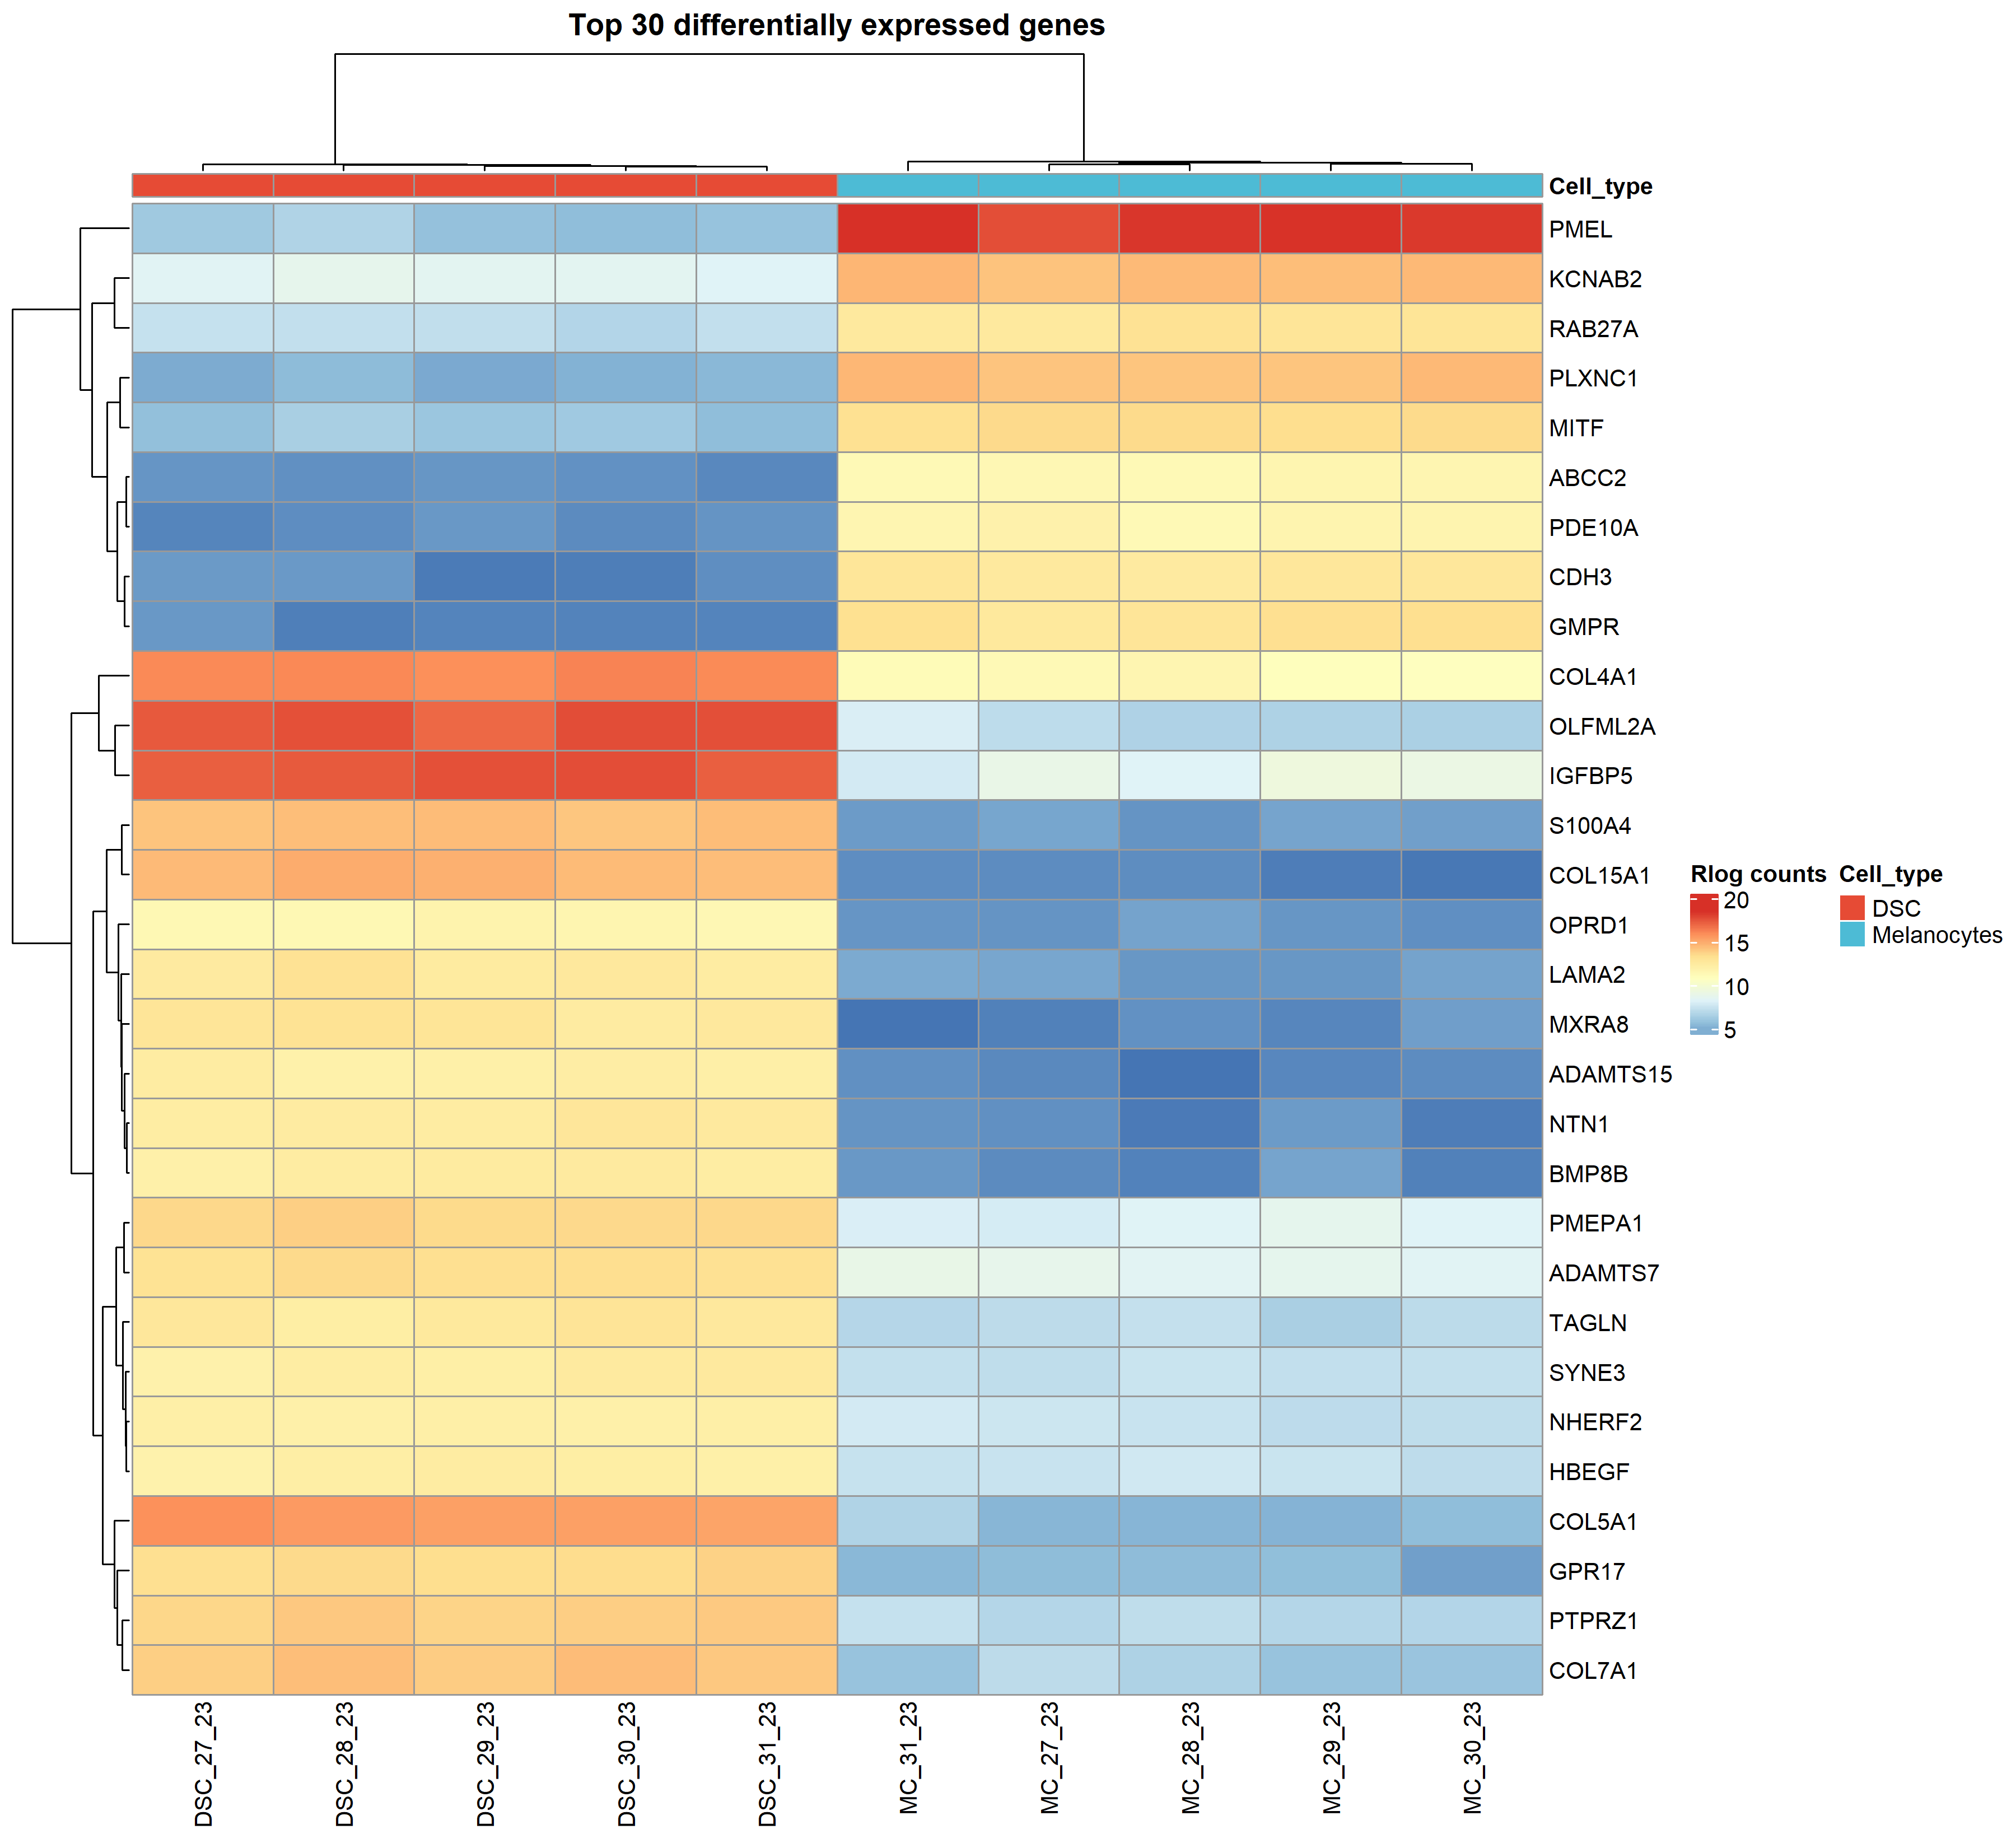 Top 30 differentially expressed genes
Cell_type
PMEL
KCNAB2
RAB27A
PLXNC1
MITF
ABCC2
PDE10A
CDH3
GMPR
COL4A1
OLFML2A
IGFBP5
S100A4
COL15A1
OPRD1
LAMA2
MXRA8
ADAMTS15
NTN1
BMP8B
PMEPA1
ADAMTS7
TAGLN
SYNE3
NHERF2
HBEGF
COL5A1
GPR17
PTPRZ1
COL7A1
Rlog counts
20
15
10
5
Cell_type
DSC
Melanocytes
DSC_27_23
DSC_28_23
DSC_29_23
DSC_30_23
DSC_31_23
MC_31_23
MC_27_23
MC_28_23
MC_29_23
MC_30_23